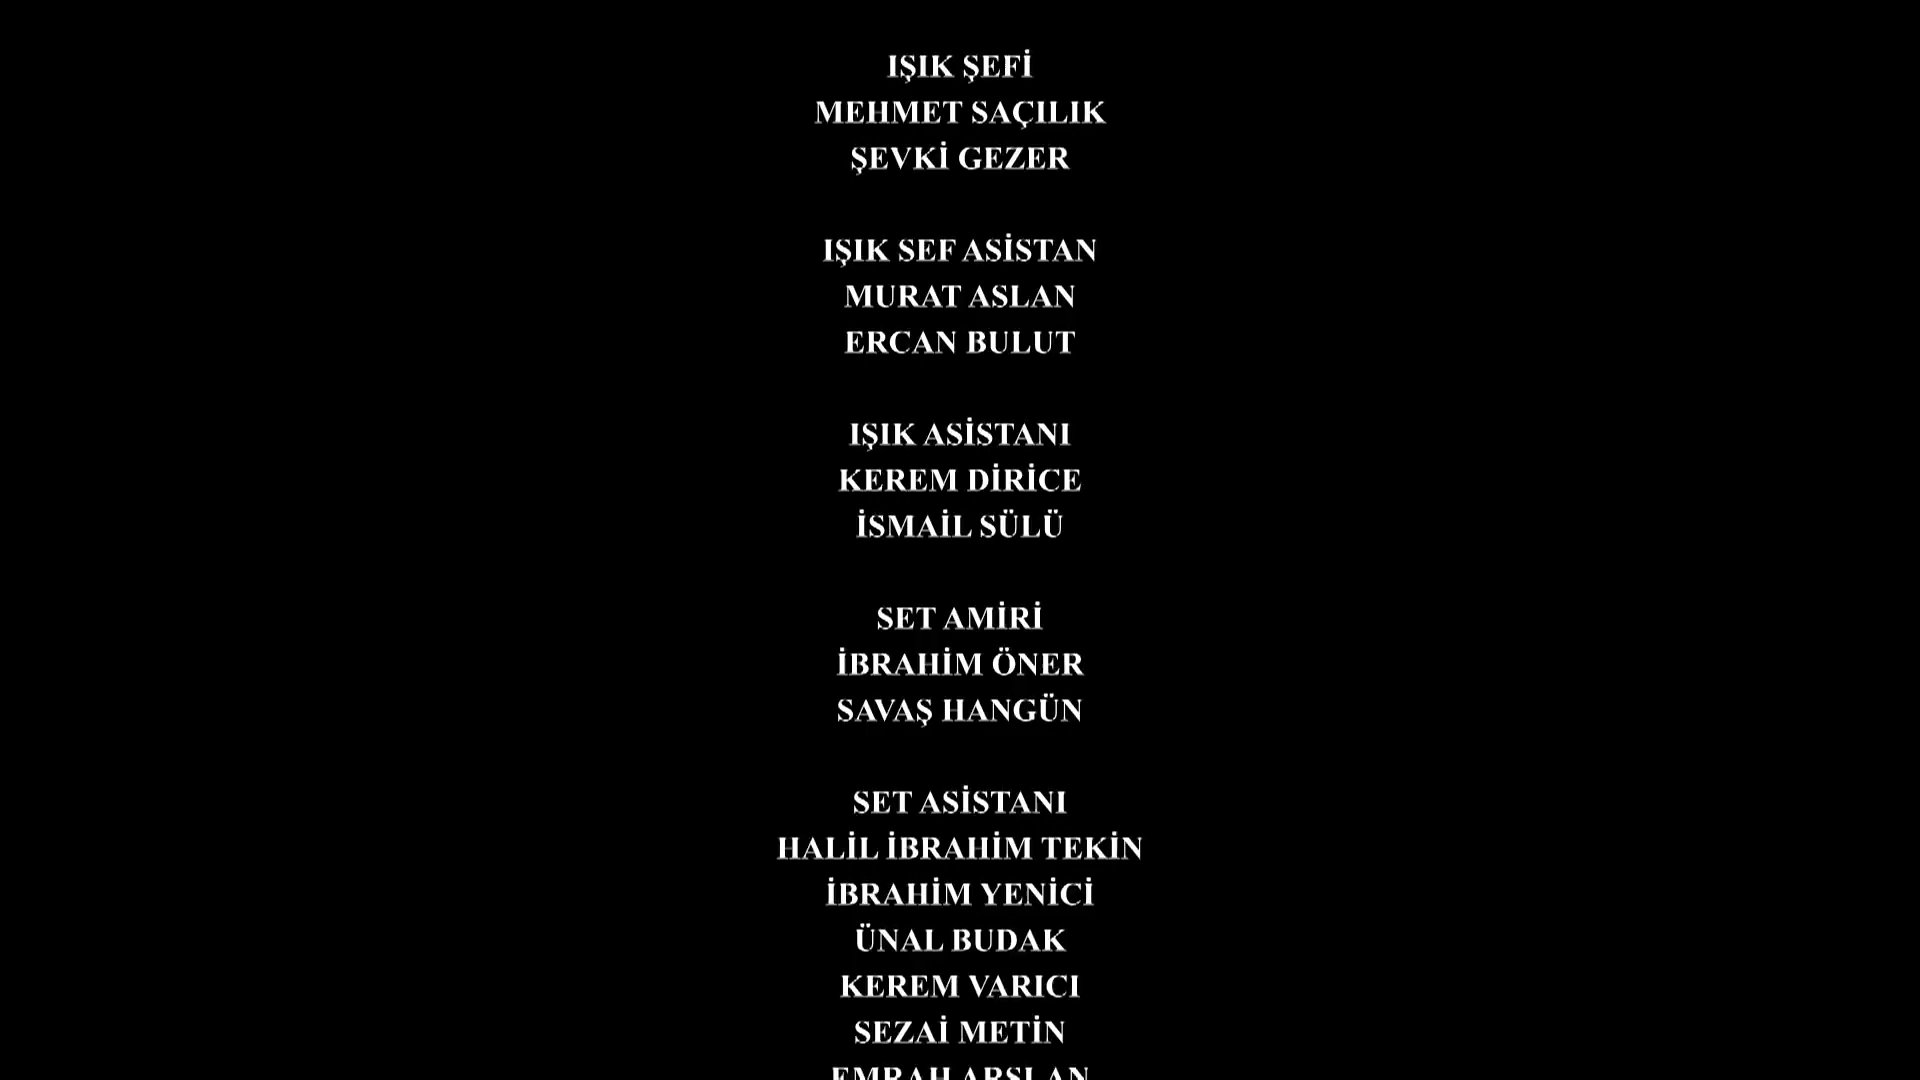 IŞIK ŞEFİ
MEHMET SAÇILIK
ŞEVKİ GEZER
IŞIK SEF ASİSTAN
MURAT ASLAN
ERCAN BULUT
IŞIK ASİSTANI
KEREM DİRİCE
İSMAİL SÜLÜ
SET AMİRİ
İBRAHİM ÖNER
SAVAŞ HANGÜN
SET ASİSTANI
HALİL İBRAHİM TEKİN
İBRAHİM YENİCİ
ÜNAL BUDAK
KEREM VARICI
SEZAİ METİN
EMRAH ARSLAN